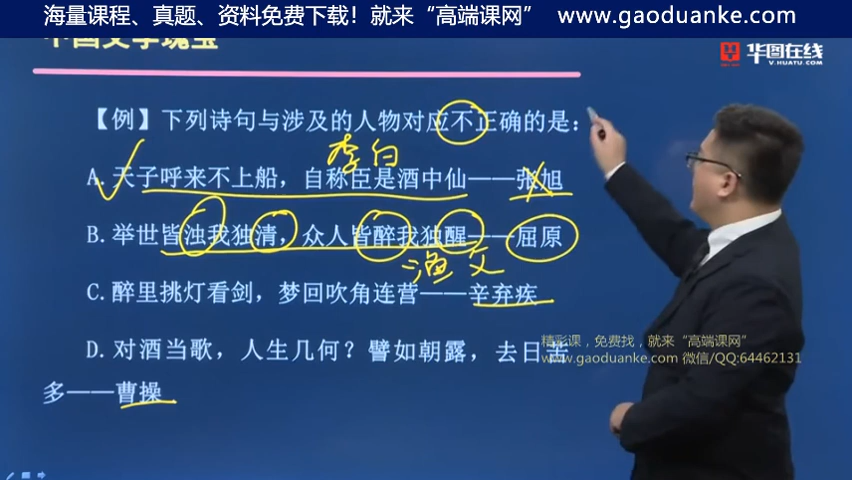 海量课程、真题、资料免费下载！就来“高端课网” www.gaoduanke.com
中国文学瑰宝
华图在线
V.HUATU.COM
【例】下列诗句与涉及的人物对应不正确的是：
李白
A.天子呼来不上船，自称臣是酒中仙——张旭
B.举世皆浊我独清，众人皆醉我独醒——屈原
渔父
C.醉里挑灯看剑，梦回吹角连营——辛弃疾
D.对酒当歌，人生几何？譬如朝露，去日苦
多——曹操
精彩课，免费找，就来“高端课网”
www.gaoduanke.com 微信/QQ:64462131